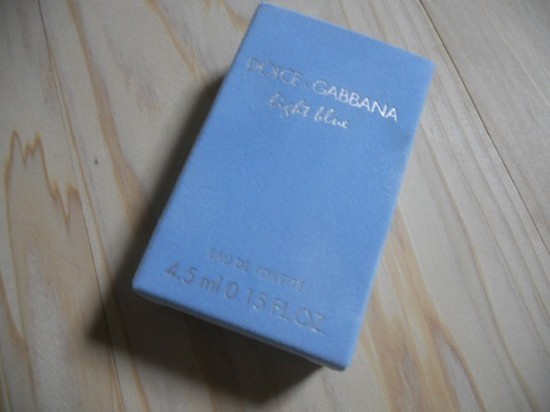 DOLCE & GABBANA
light blue
EAU DE TOILETTE
4.5 ml 0.15 FL.OZ.